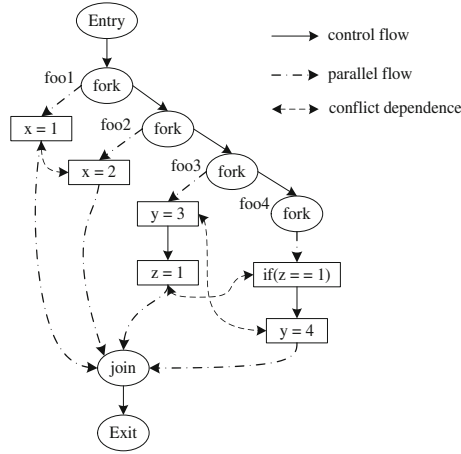 Entry
control flow
foo1
fork
parallel flow
x = 1
foo2
fork
conflict dependence
x = 2
foo3
fork
y = 3
foo4
fork
z = 1
if(z == 1)
y = 4
join
Exit